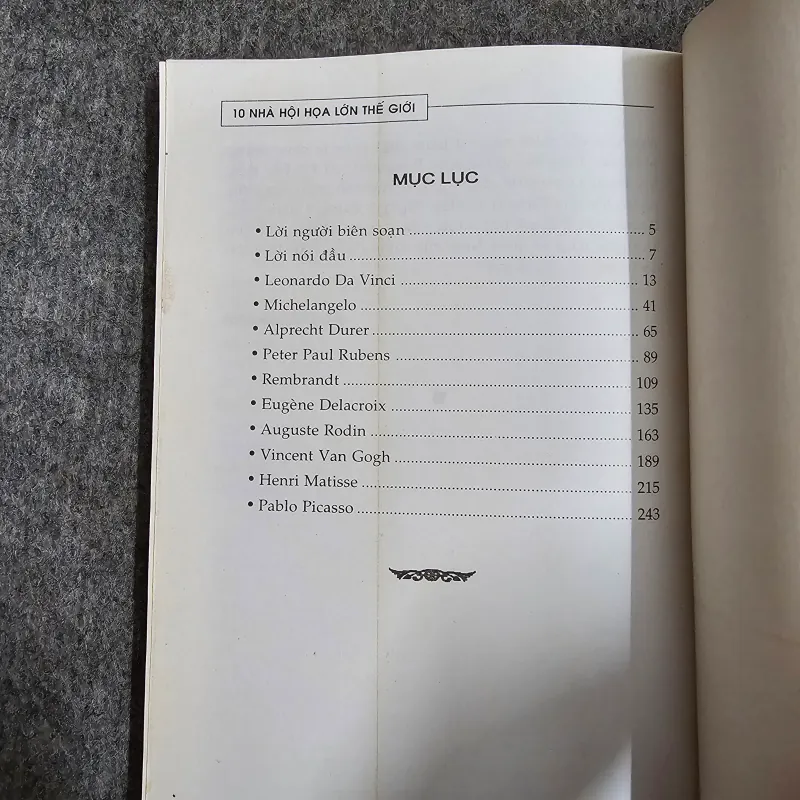 10 NHÀ HỘI HỌA LỚN THẾ GIỚI
MỤC LỤC
• Lời người biên soạn ........ 5
• Lời nói đầu ........ 7
• Leonardo Da Vinci ........ 13
• Michelangelo ........ 41
• Alprecht Durer ........ 65
• Peter Paul Rubens ........ 89
• Rembrandt ........ 109
• Eugène Delacroix ........ 135
• Auguste Rodin ........ 163
• Vincent Van Gogh ........ 189
• Henri Matisse ........ 215
• Pablo Picasso ........ 243